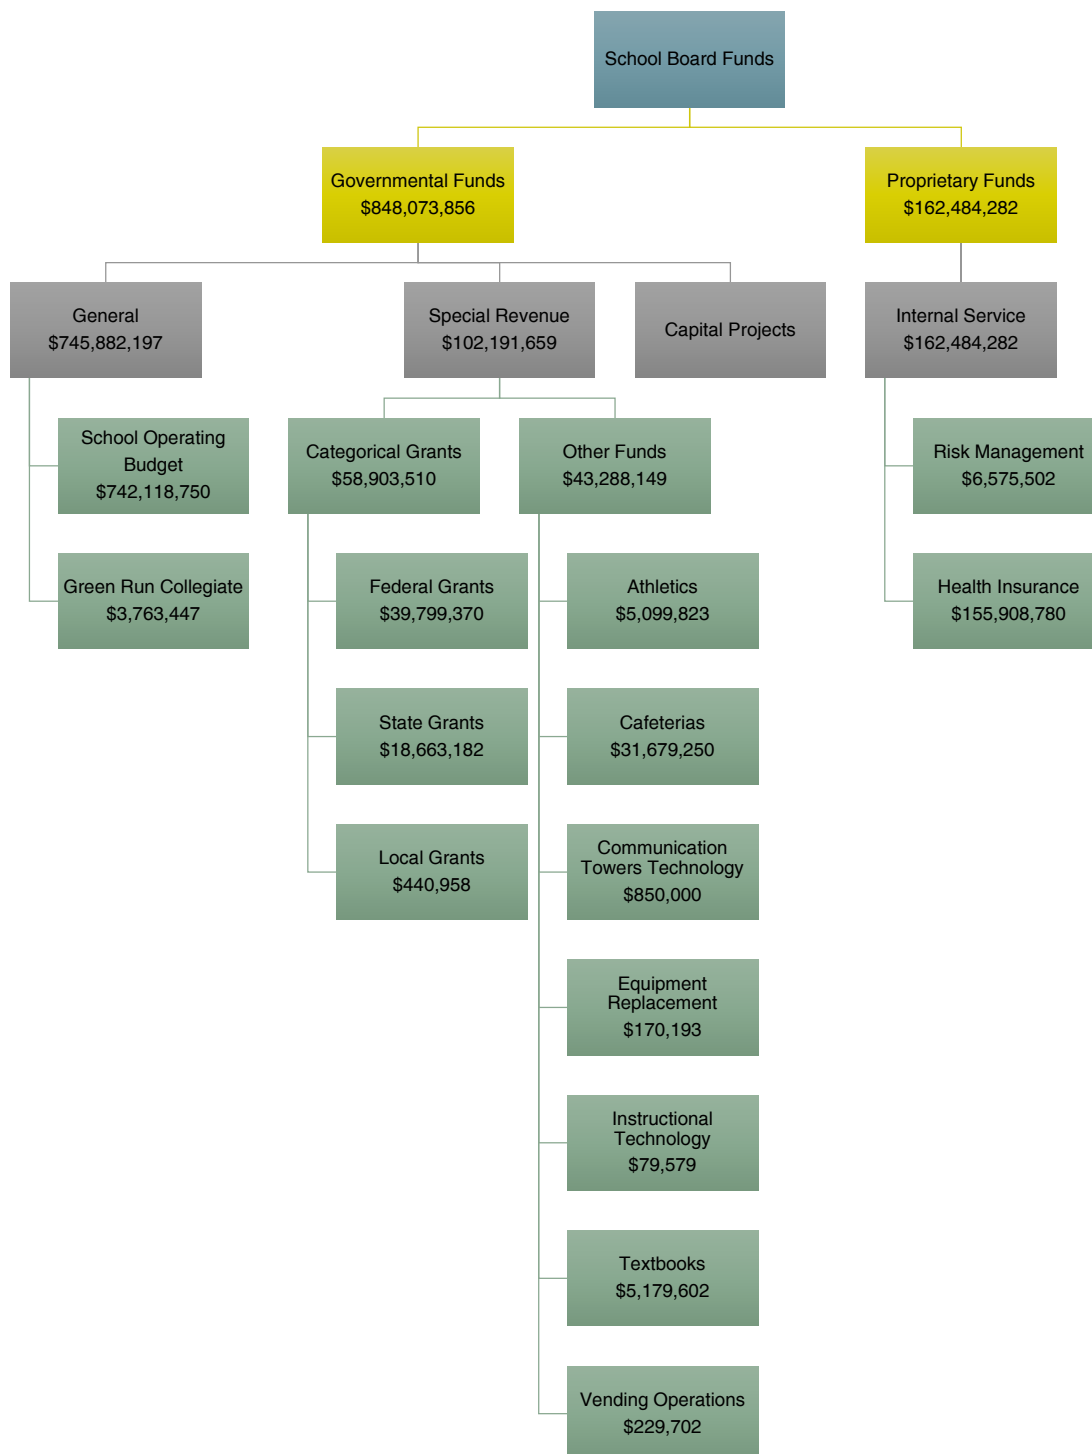 School Board Funds
Governmental Funds
$848,073,856
Proprietary Funds
$162,484,282
General
$745,882,197
Special Revenue
$102,191,659
Capital Projects
Internal Service
$162,484,282
School Operating
Budget
$742,118,750
Categorical Grants
$58,903,510
Other Funds
$43,288,149
Risk Management
$6,575,502
Green Run Collegiate
$3,763,447
Federal Grants
$39,799,370
Athletics
$5,099,823
Health Insurance
$155,908,780
State Grants
$18,663,182
Cafeterias
$31,679,250
Local Grants
$440,958
Communication
Towers Technology
$850,000
Equipment
Replacement
$170,193
Instructional
Technology
$79,579
Textbooks
$5,179,602
Vending Operations
$229,702